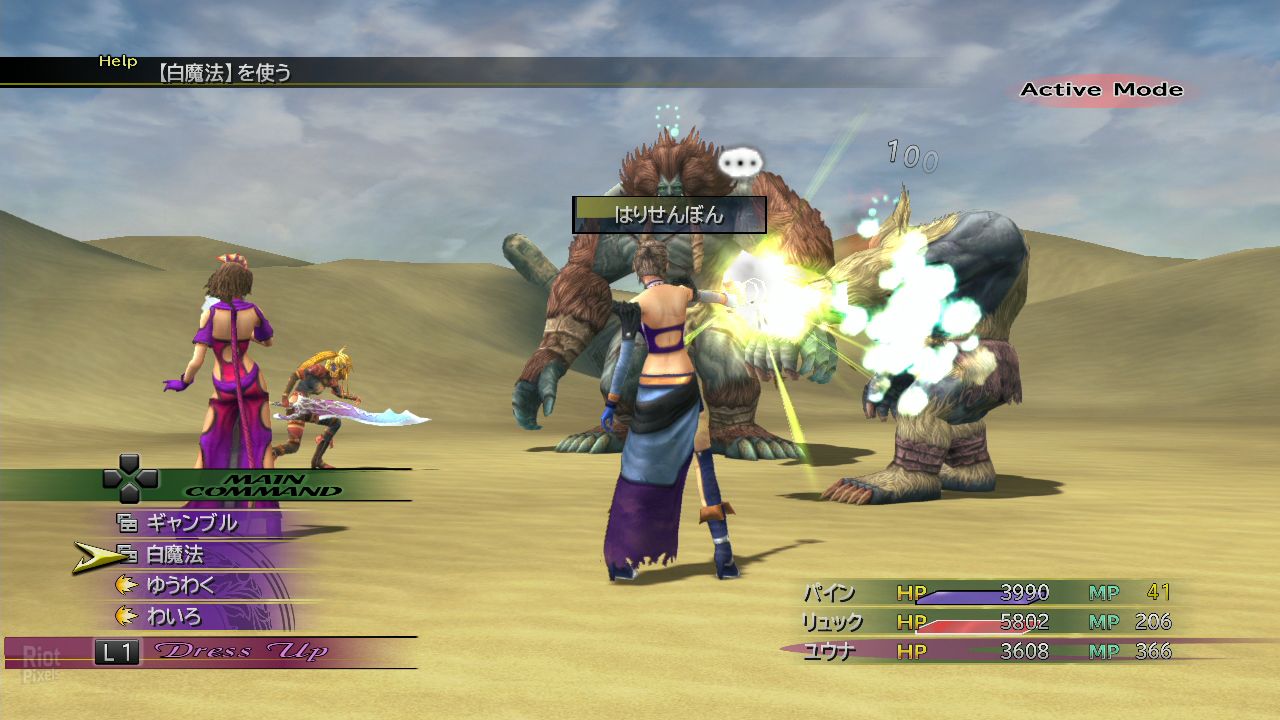 Help
【白魔法】を使う
Active Mode
100
はりせんぼん
MAIN
COMMAND
ギャンブル
白魔法
ゆうわく
わいろ
L1 Dress Up
パイン HP 3990 MP 41
リュック HP 5802 MP 206
ユウナ HP 3608 MP 366
Riot
Pixels